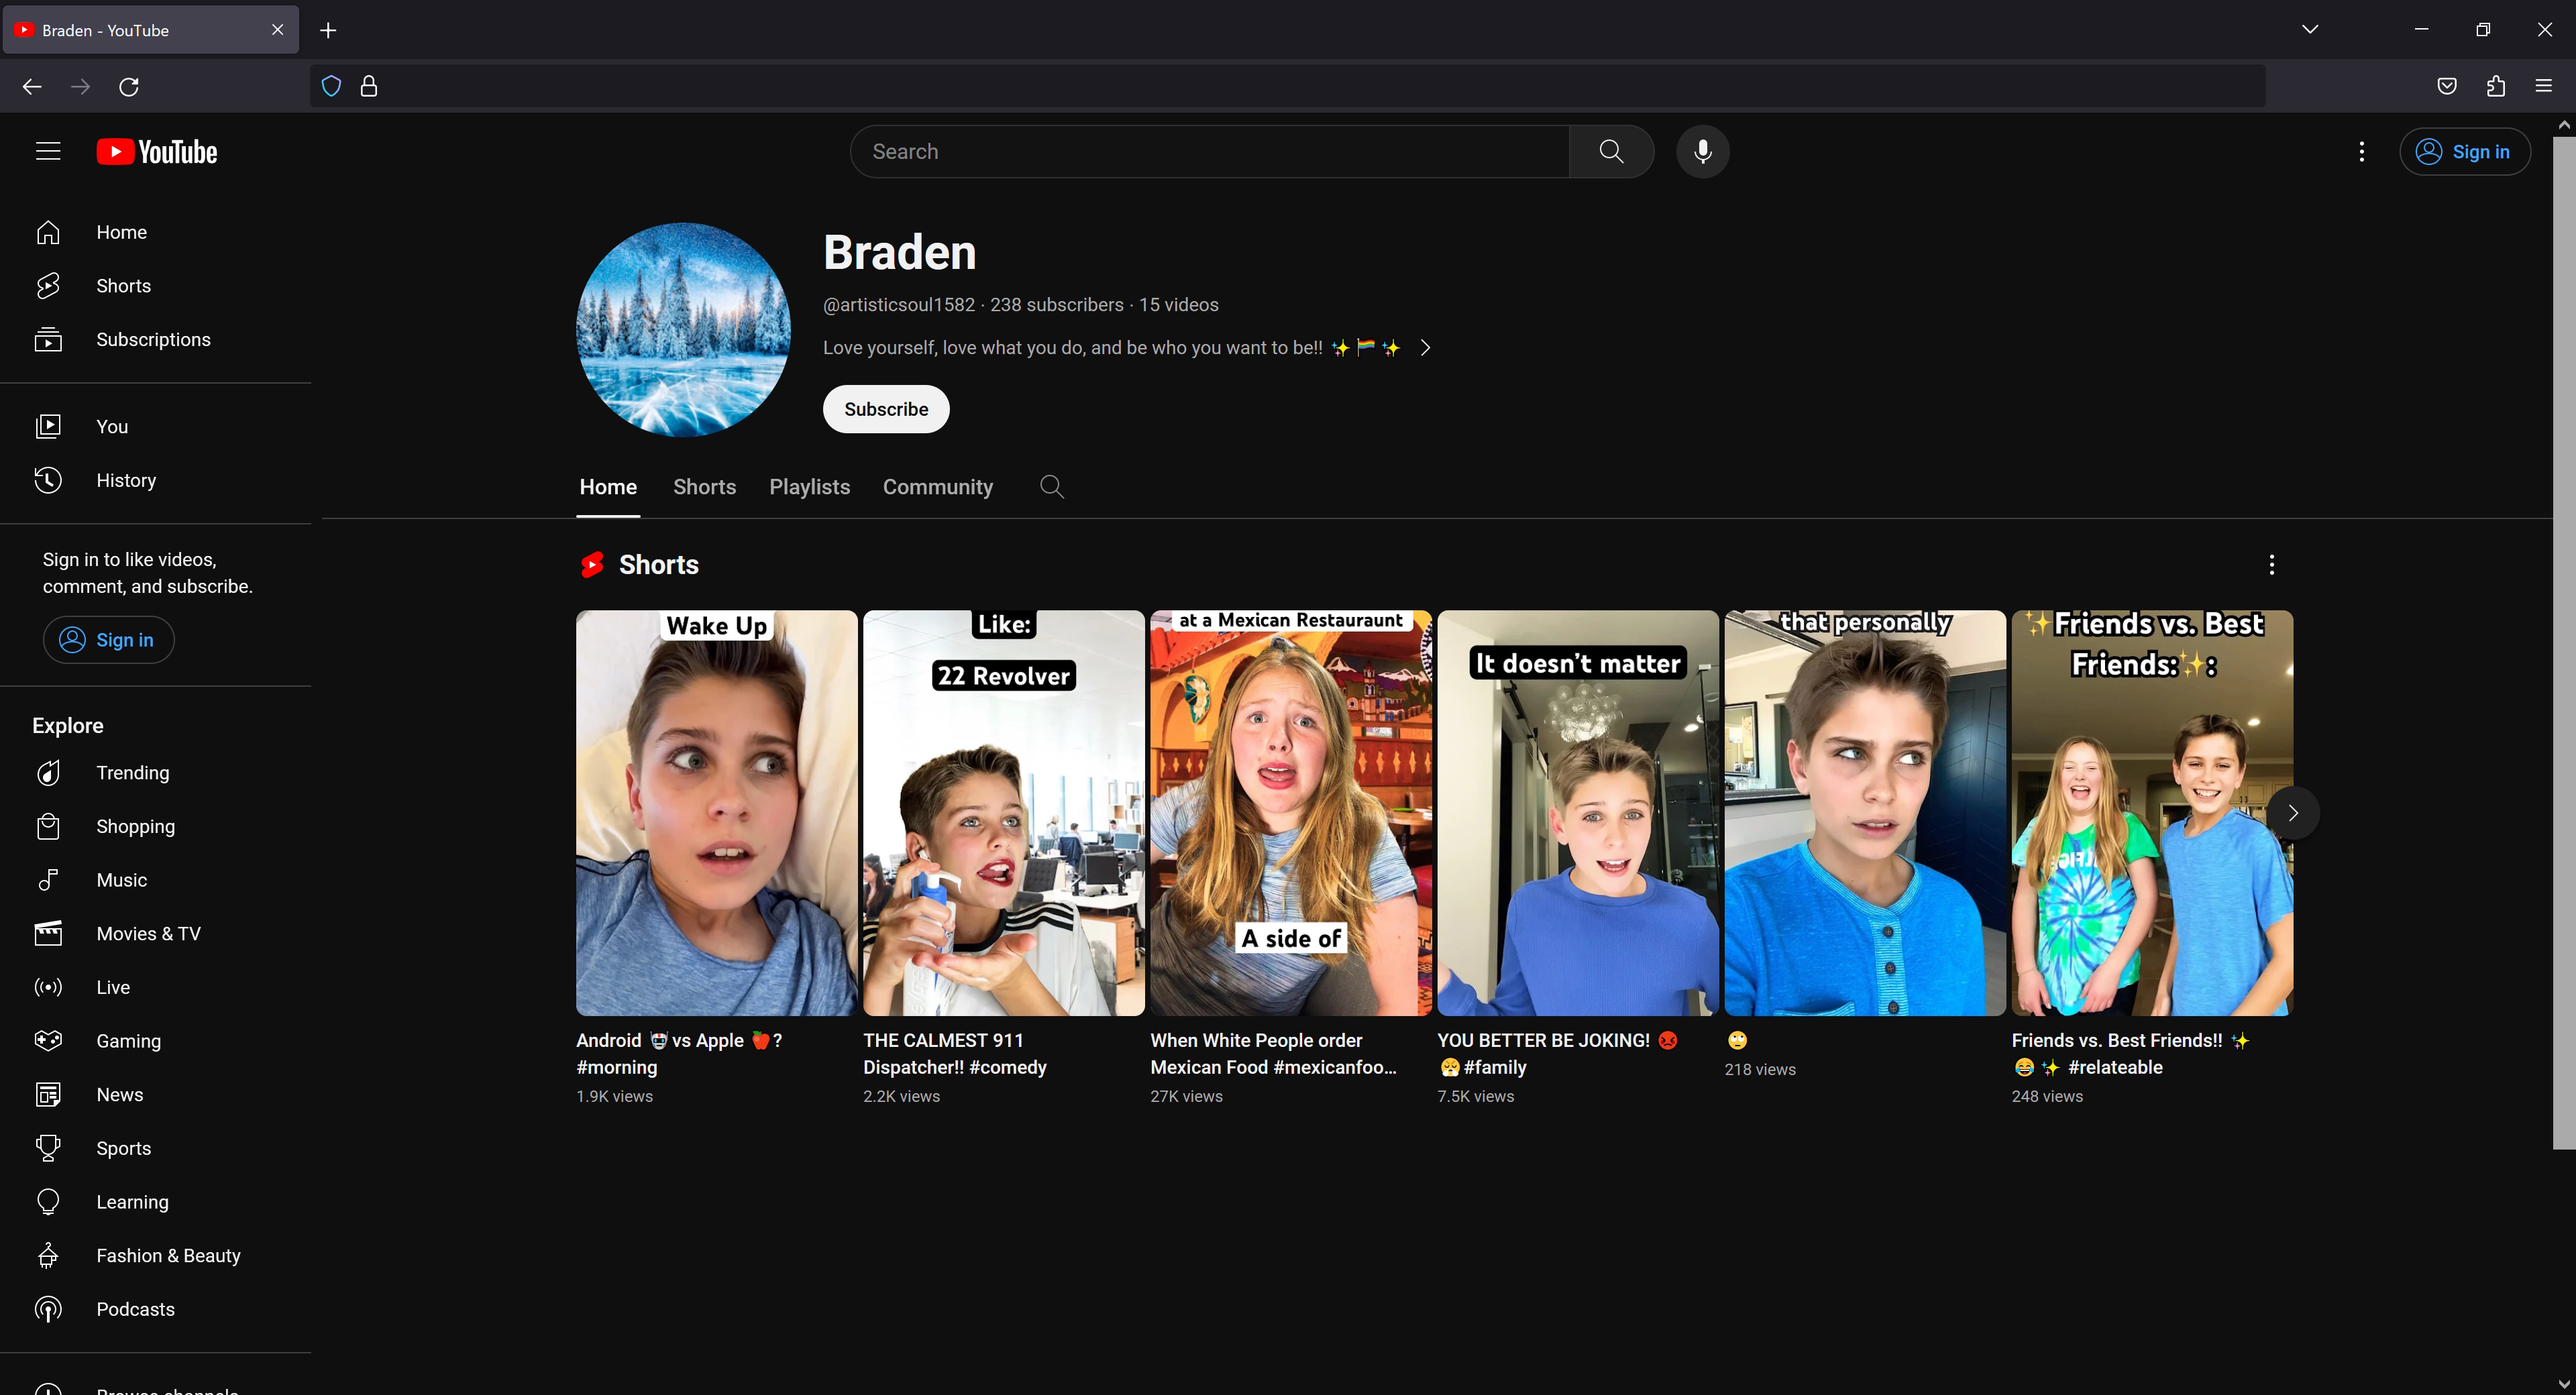 Braden - YouTube
YouTube
Search
Sign in
Home
Shorts
Subscriptions
You
History
Sign in to like videos,
comment, and subscribe.
Sign in
Explore
Trending
Shopping
Music
Movies & TV
Live
Gaming
News
Sports
Learning
Fashion & Beauty
Podcasts
Braden
@artisticsoul1582 · 238 subscribers · 15 videos
Love yourself, love what you do, and be who you want to be!! ✨🏳️‍🌈✨
Subscribe
Home Shorts Playlists Community
Shorts
Wake Up
Android 🤖vs Apple 🍎?
#morning
1.9K views
Like:
22 Revolver
THE CALMEST 911
Dispatcher!! #comedy
2.2K views
at a Mexican Restauraunt
A side of
When White People order
Mexican Food #mexicanfoo...
27K views
It doesn't matter
YOU BETTER BE JOKING! 😡
😤#family
7.5K views
that personally
🙄
218 views
✨Friends vs. Best
Friends:✨:
Friends vs. Best Friends!! ✨
😂 ✨ #relateable
248 views